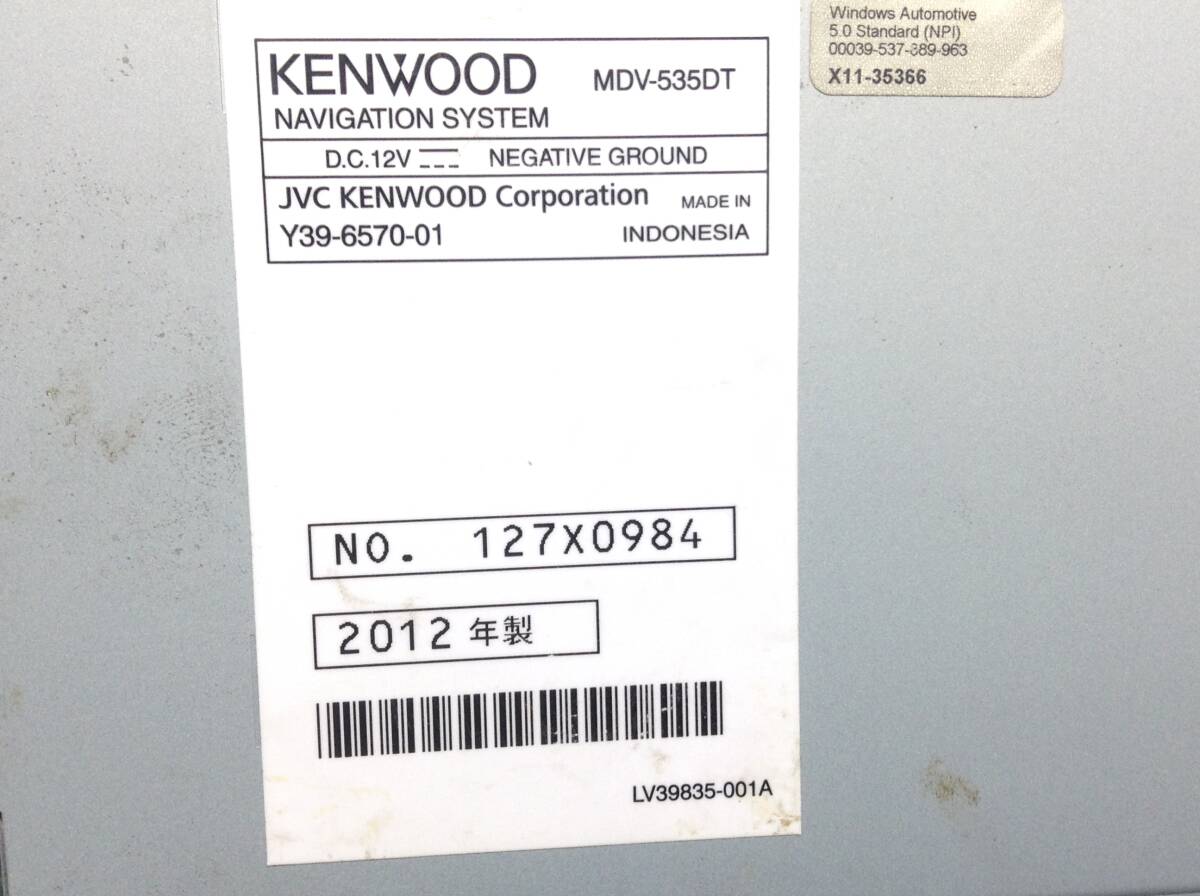 Windows Automotive
5.0 Standard (NPI)
00039-537-389-963
X11-35366
KENWOOD MDV-535DT
NAVIGATION SYSTEM
D.C.12V NEGATIVE GROUND
JVC KENWOOD Corporation MADE IN
Y39-6570-01 INDONESIA
NO. 127X0984
2012 年製
LV39835-001A